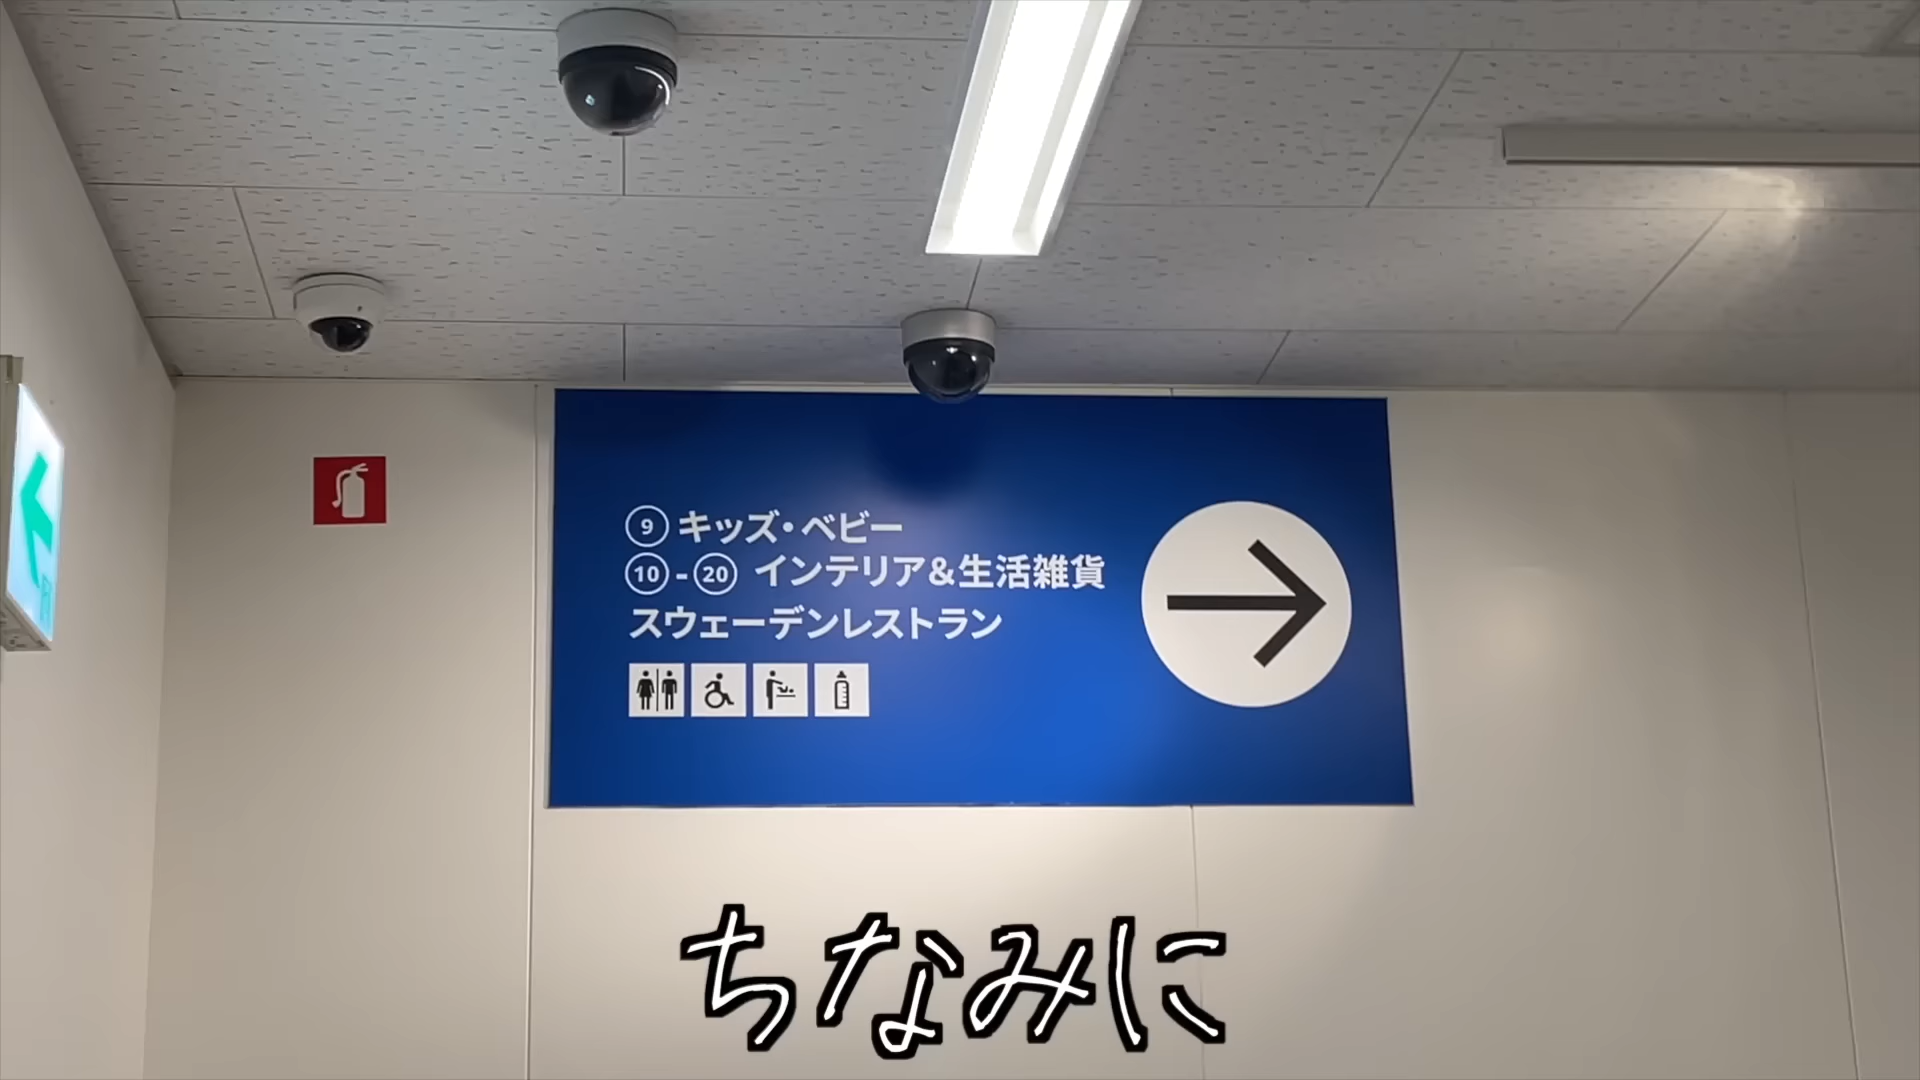 ⑨ キッズ・ベビー
⑩-⑳ インテリア&生活雑貨
スウェーデンレストラン
ちなみに